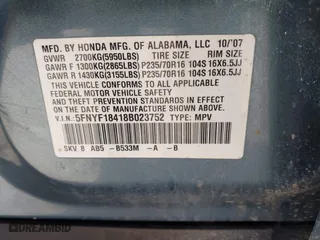 MFD. BY HONDA MFG. OF ALABAMA, LLC 10/'07
GVWR 2700KG(5950LBS) TIRE SIZE RIM SIZE
GAWR F 1300KG(2865LBS) P235/70R16 104S 16X6.5JJ
GAWR R 1430KG(3155LBS) P235/70R16 104S 16X6.5JJ
THIS VEHICLE CONFORMS TO ALL APPLICABLE
FEDERAL MOTOR VEHICLE SAFETY AND
THEFT PREVENTION STANDARDS IN EFFECT ON
THE DATE OF MANUFACTURE SHOWN ABOVE.
V.I.N: 5FNYF18418B023752 TYPE: MPV
SKV 8 AB5 -B533M -A -B